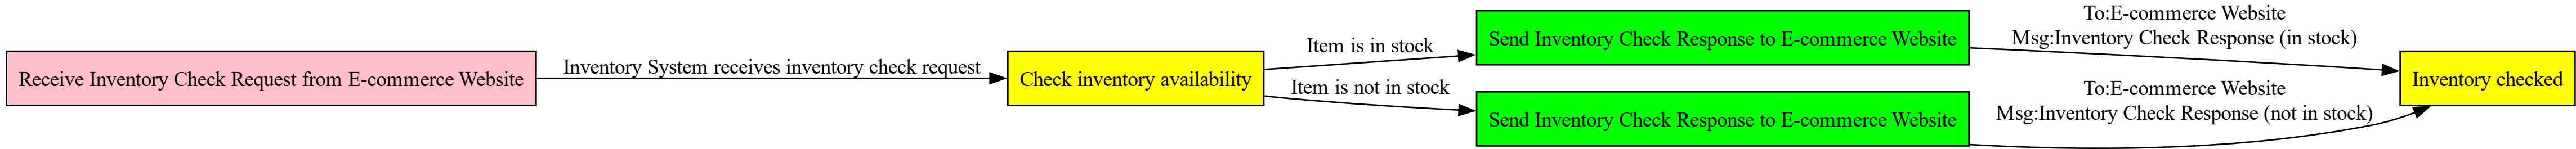 Receive Inventory Check Request from E-commerce Website
Inventory System receives inventory check request
Check inventory availability
Item is in stock
Item is not in stock
Send Inventory Check Response to E-commerce Website
Send Inventory Check Response to E-commerce Website
To:E-commerce Website
Msg:Inventory Check Response (in stock)
To:E-commerce Website
Msg:Inventory Check Response (not in stock)
Inventory checked